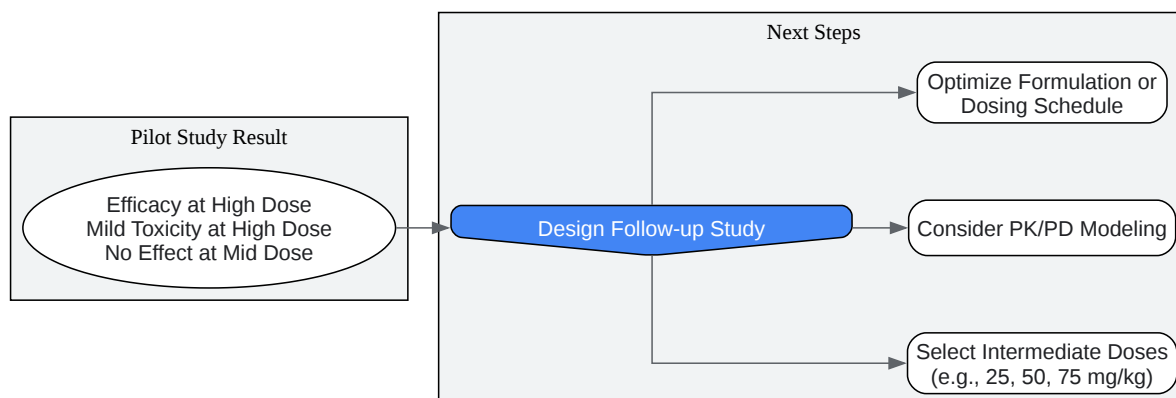 Pilot Study Result
Efficacy at High Dose
Mild Toxicity at High Dose
No Effect at Mid Dose
Next Steps
Design Follow-up Study
Optimize Formulation or
Dosing Schedule
Consider PK/PD Modeling
Select Intermediate Doses
(e.g., 25, 50, 75 mg/kg)